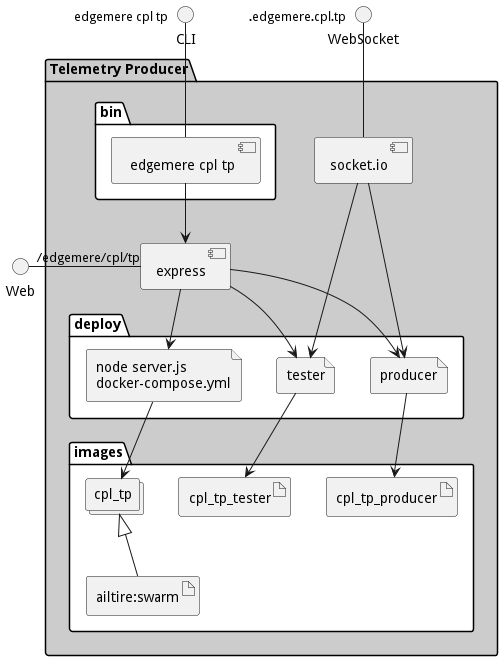 edgemere cpl tp
.edgemere.cpl.tp
CLI
WebSocket
Telemetry Producer
bin
edgemere cpl tp
socket.io
/edgemere/cpl/tp
express
Web
deploy
node server.js
docker-compose.yml
tester
producer
images
cpl_tp
cpl_tp_tester
cpl_tp_producer
ailtire:swarm